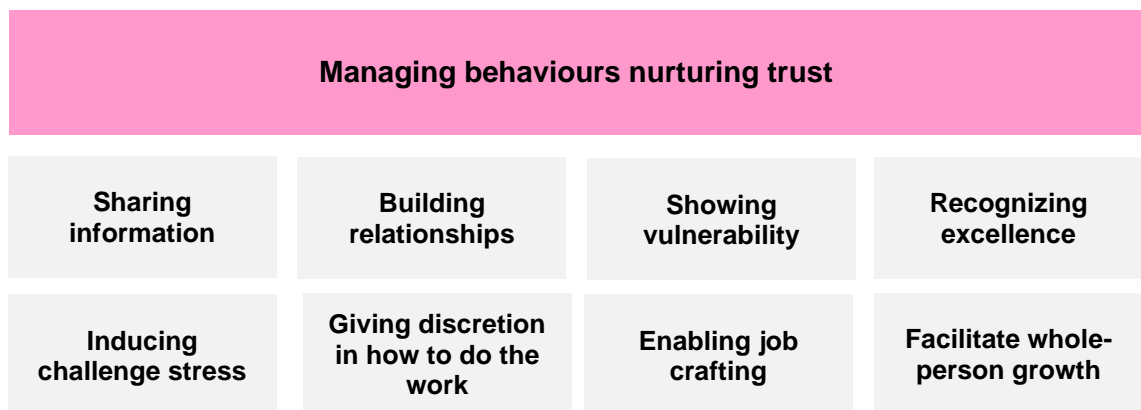 Managing behaviours nurturing trust
Sharing
information
Building
relationships
Showing
vulnerability
Recognizing
excellence
Inducing
challenge stress
Giving discretion
in how to do the
work
Enabling job
crafting
Facilitate whole-
person growth